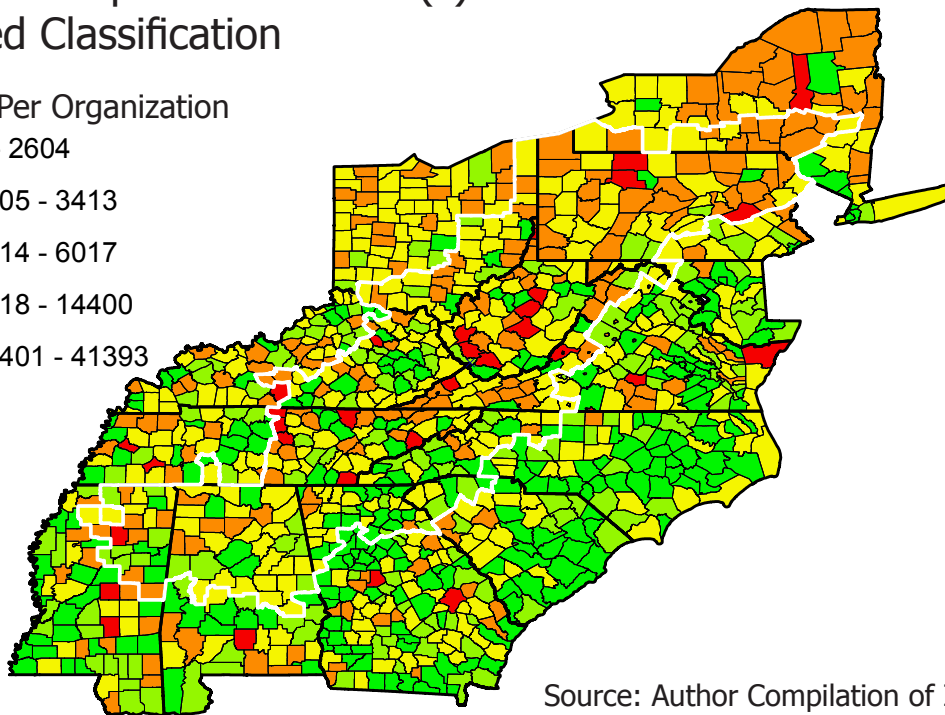 ed Classification
Per Organization
2604
05 - 3413
14 - 6017
18 - 14400
401 - 41393
Source: Author Compilation of